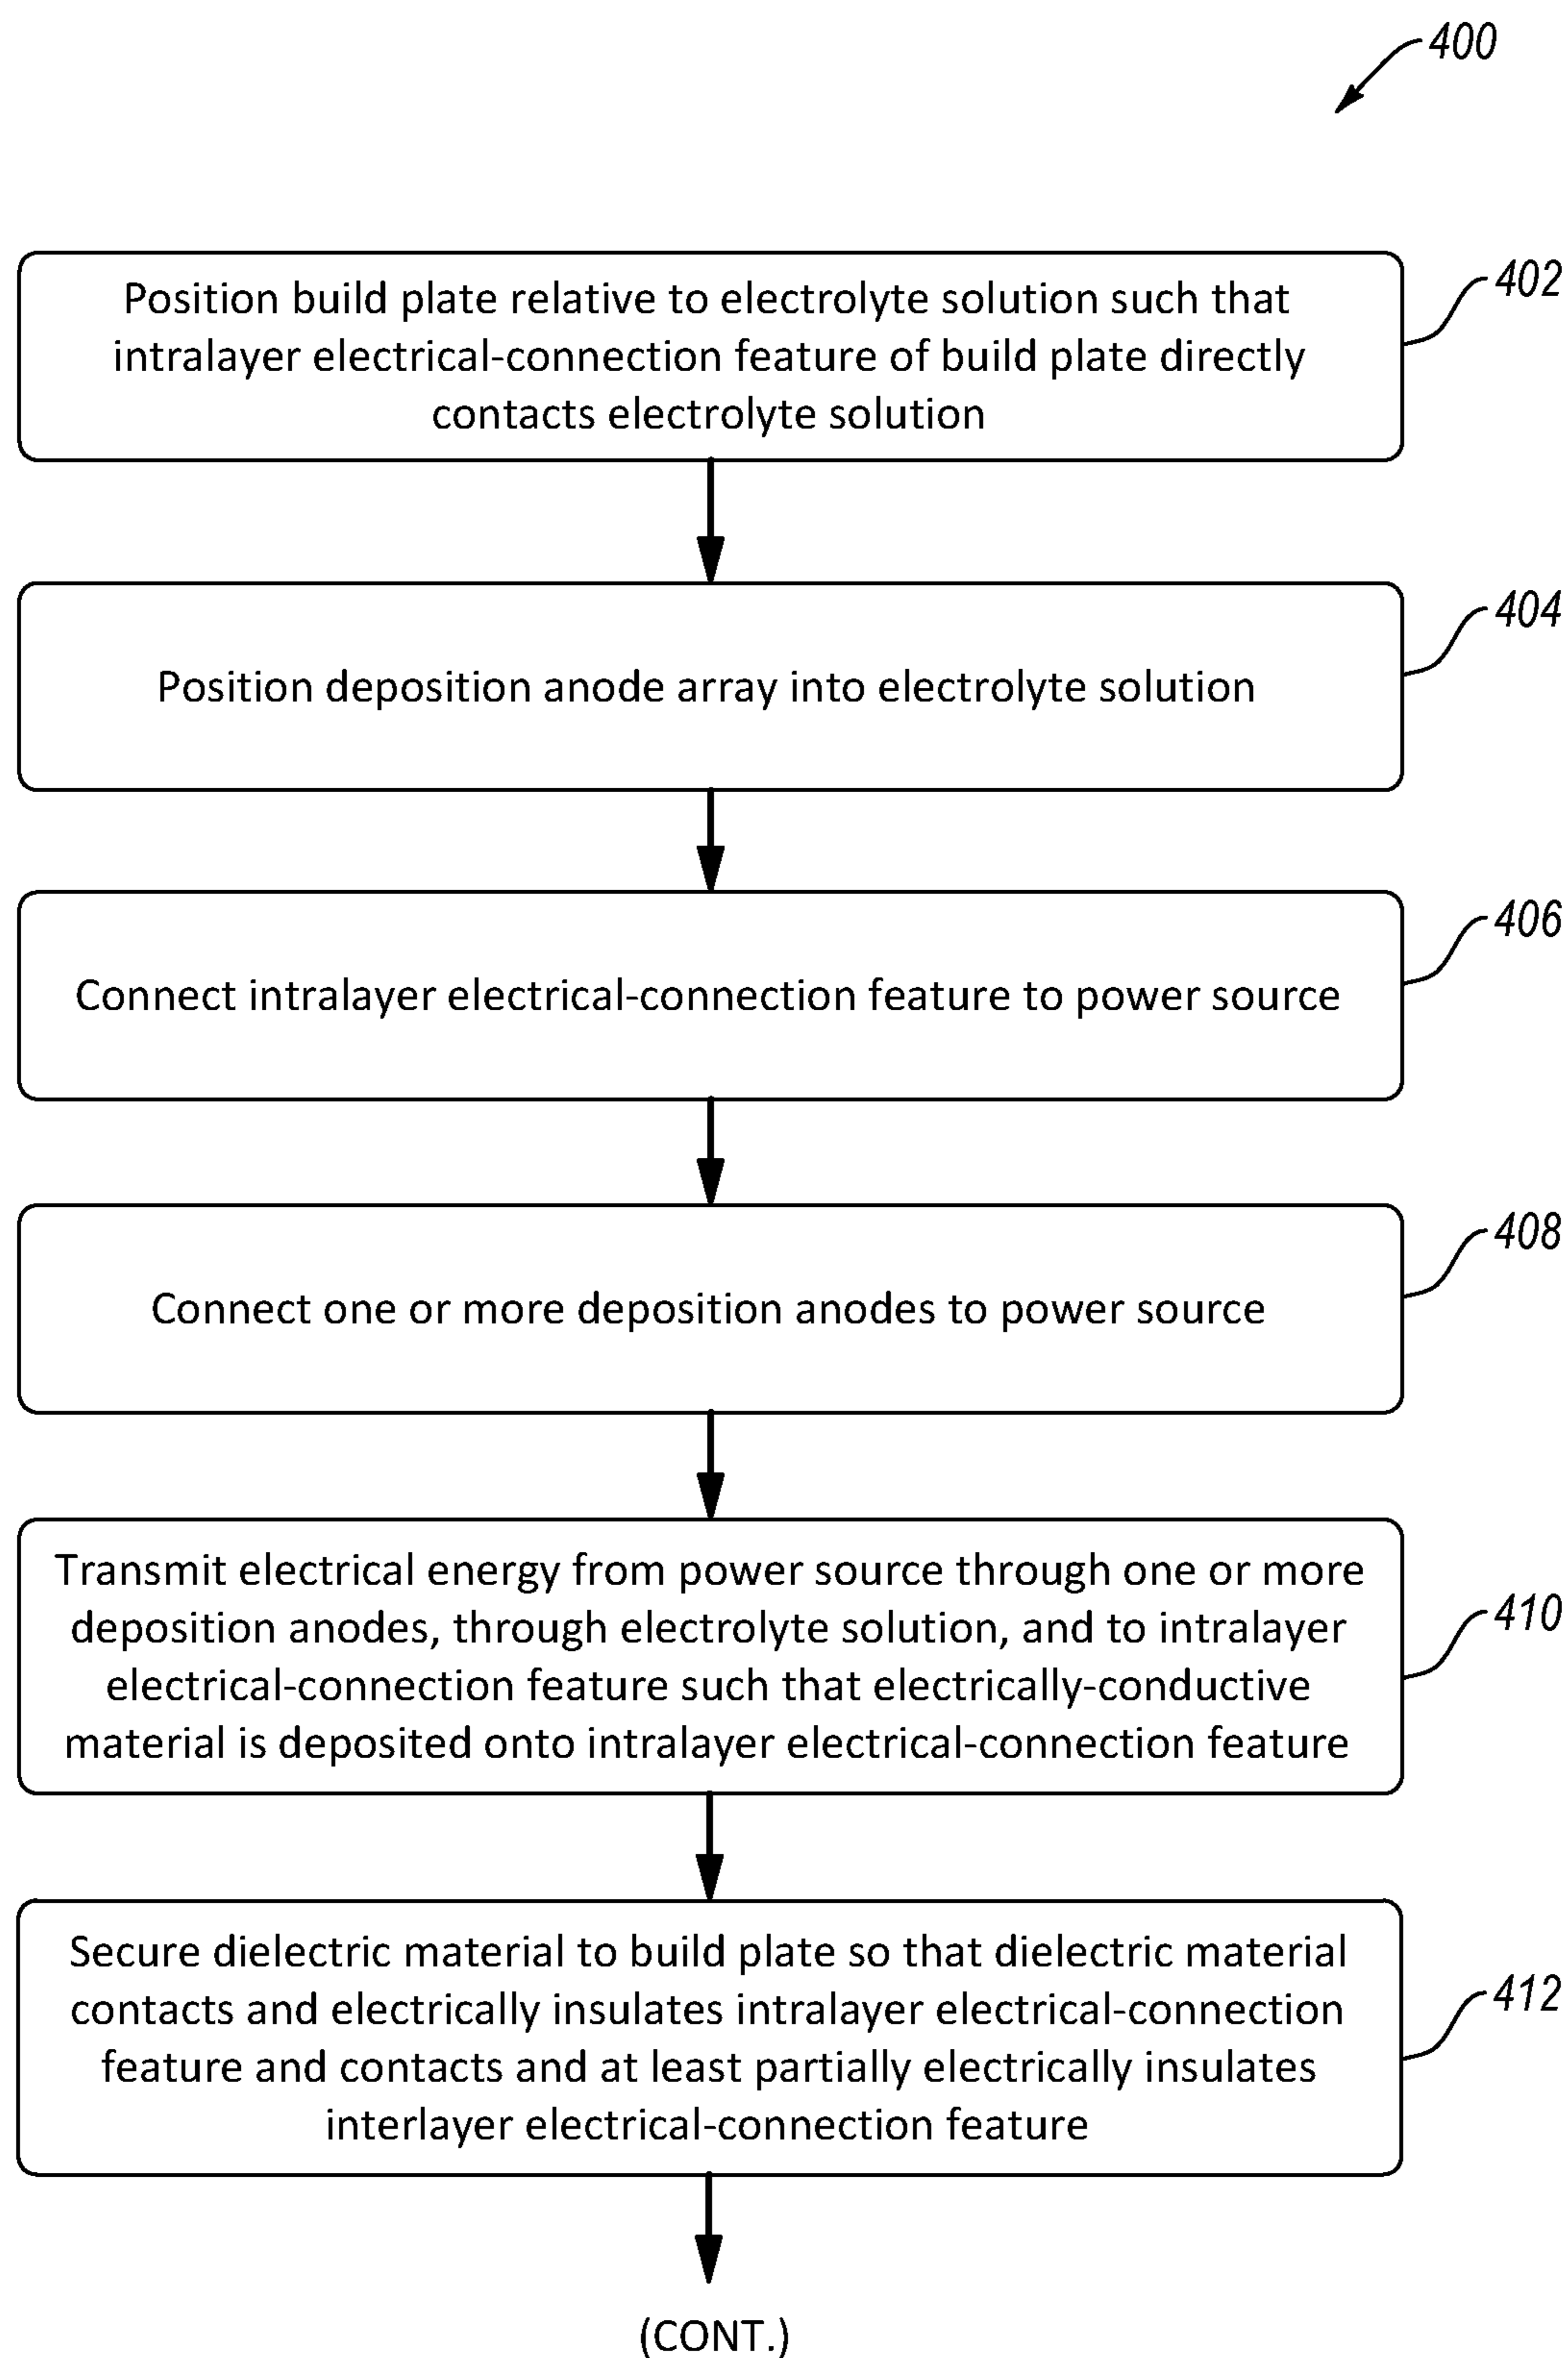 400
Position build plate relative to electrolyte solution such that
intralayer electrical-connection feature of build plate directly
contacts electrolyte solution
402
Position deposition anode array into electrolyte solution
404
Connect intralayer electrical-connection feature to power source
406
Connect one or more deposition anodes to power source
408
Transmit electrical energy from power source through one or more
deposition anodes, through electrolyte solution, and to intralayer
electrical-connection feature such that electrically-conductive
material is deposited onto intralayer electrical-connection feature
410
Secure dielectric material to build plate so that dielectric material
contacts and electrically insulates intralayer electrical-connection
feature and contacts and at least partially electrically insulates
interlayer electrical-connection feature
412
(CONT.)